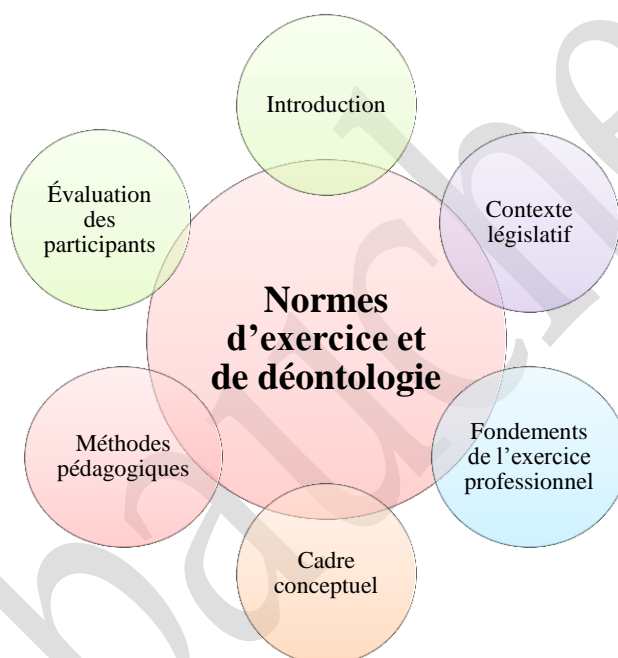 Introduction
Contexte
législatif
Fondements
de l’exercice
professionnel
Cadre
conceptuel
Méthodes
pédagogiques
Évaluation
des
participants
Normes
d’exercice et
de déontologie